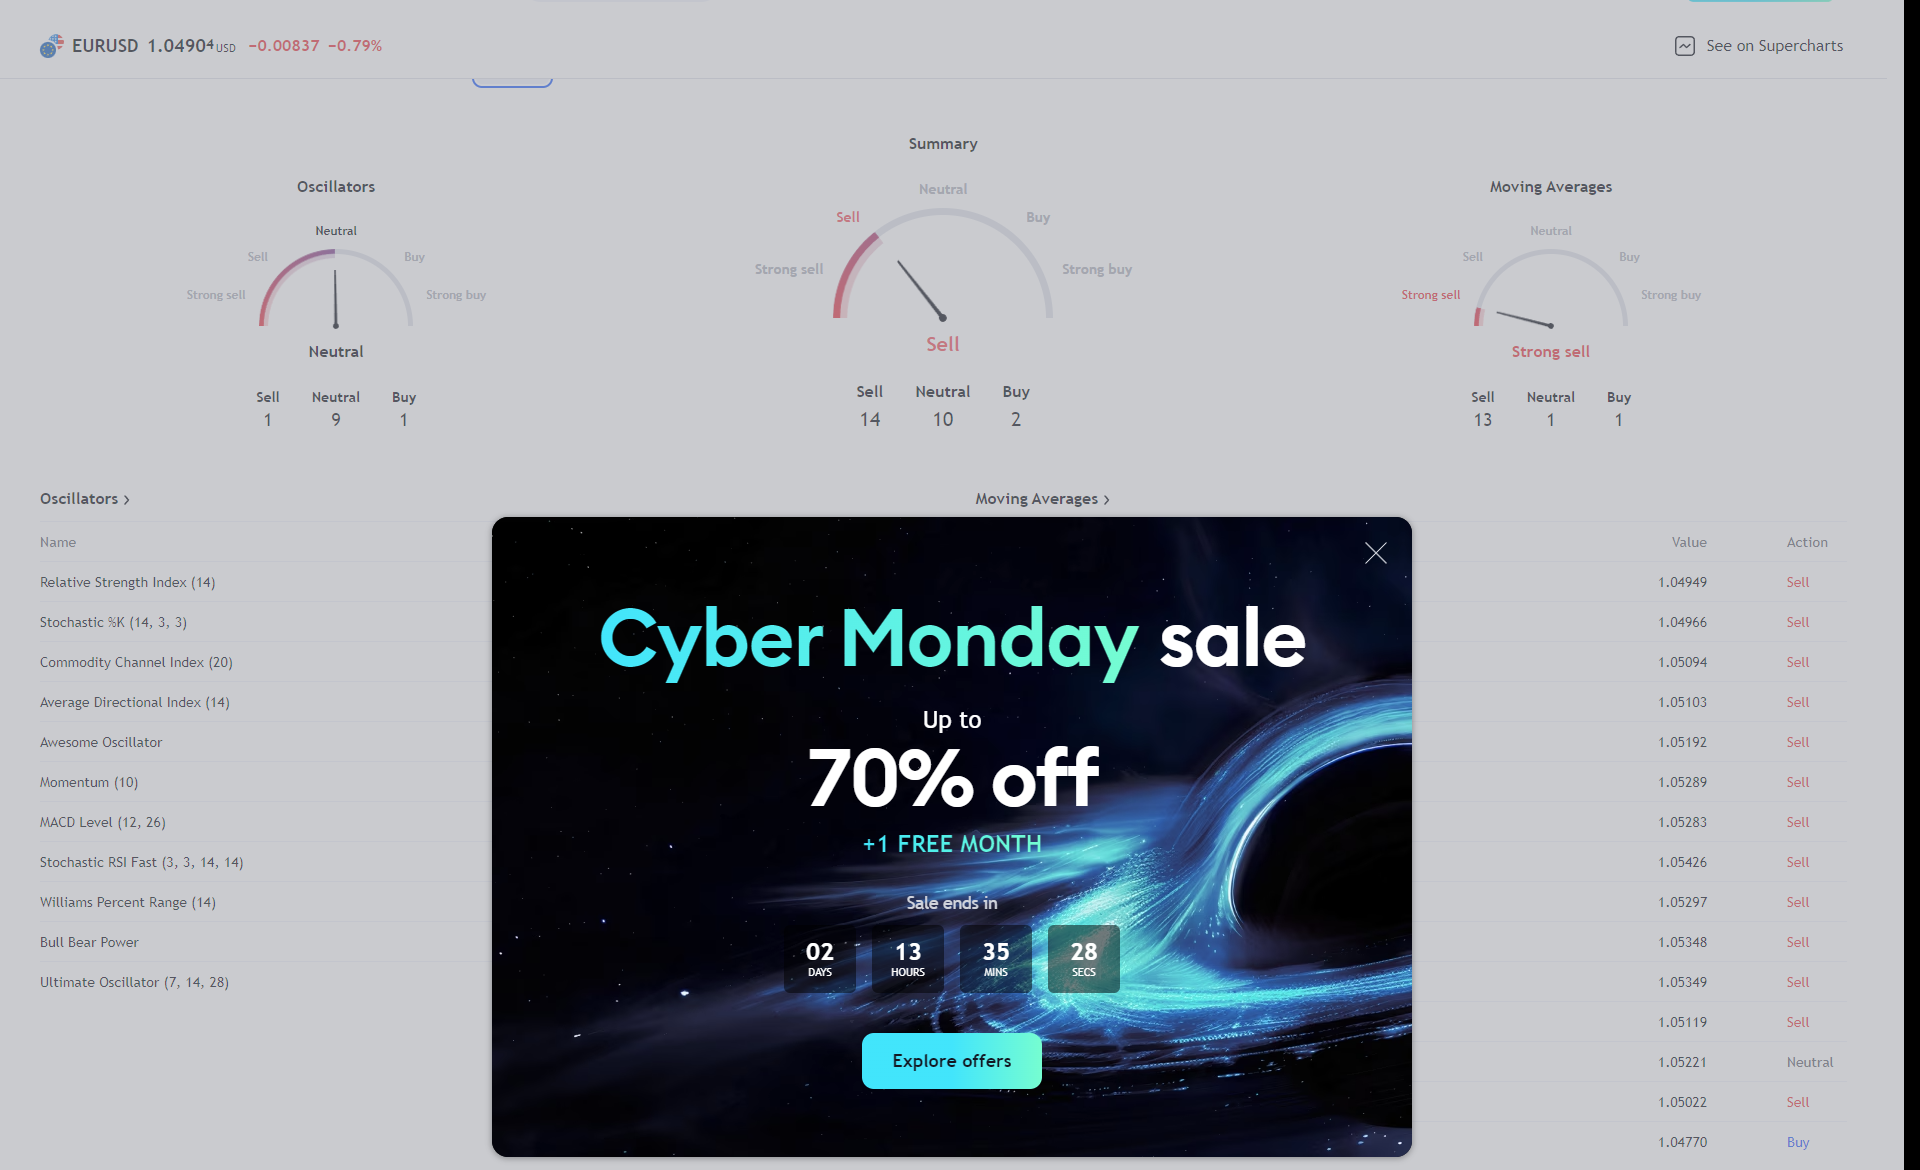 EURUSD 1.04904 USD −0.00837 −0.79%
See on Supercharts
Summary
Oscillators
Moving Averages
Neutral
Sell
Buy
Strong sell
Strong buy
Neutral
Sell Neutral Buy
1 9 1
Neutral
Sell
Buy
Strong sell
Strong buy
Sell
Sell Neutral Buy
14 10 2
Neutral
Sell
Buy
Strong sell
Strong buy
Strong sell
Sell Neutral Buy
13 1 1
Oscillators >
Name
Relative Strength Index (14)
Stochastic %K (14, 3, 3)
Commodity Channel Index (20)
Average Directional Index (14)
Awesome Oscillator
Momentum (10)
MACD Level (12, 26)
Stochastic RSI Fast (3, 3, 14, 14)
Williams Percent Range (14)
Bull Bear Power
Ultimate Oscillator (7, 14, 28)
Moving Averages >
Value Action
1.04949 Sell
1.04966 Sell
1.05094 Sell
1.05103 Sell
1.05192 Sell
1.05289 Sell
1.05283 Sell
1.05426 Sell
1.05297 Sell
1.05348 Sell
1.05349 Sell
1.05119 Sell
1.05221 Neutral
1.05022 Sell
1.04770 Buy
Cyber Monday sale
Up to
70% off
+1 FREE MONTH
Sale ends in
02 13 35 28
DAYS HOURS MINS SECS
Explore offers